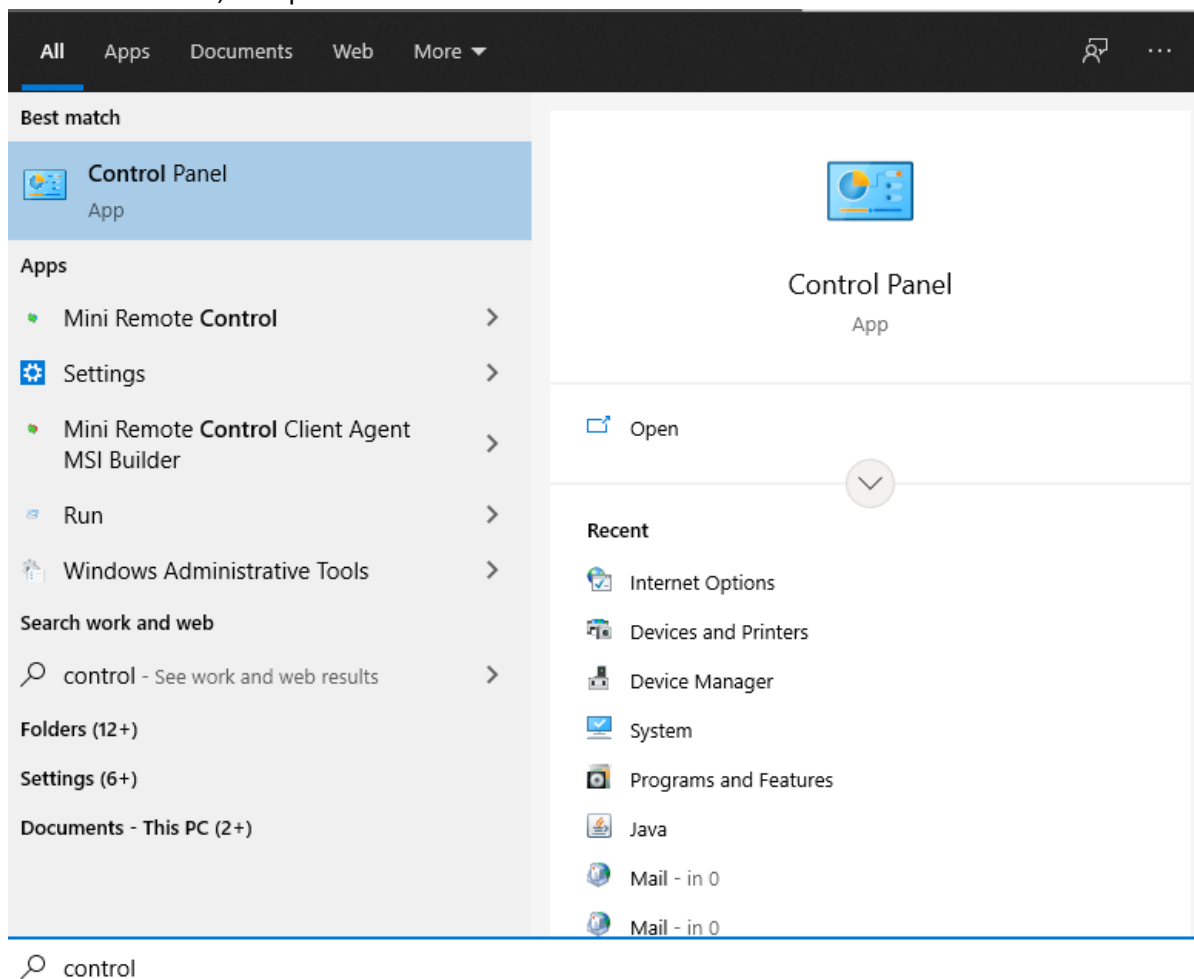 All Apps Documents Web More
Best match
Control Panel
App
Apps
Mini Remote Control
Settings
Mini Remote Control Client Agent
MSI Builder
Run
Windows Administrative Tools
Search work and web
control - See work and web results
Folders (12+)
Settings (6+)
Documents - This PC (2+)
Control Panel
App
Open
Recent
Internet Options
Devices and Printers
Device Manager
System
Programs and Features
Java
Mail - in 0
Mail - in 0
control